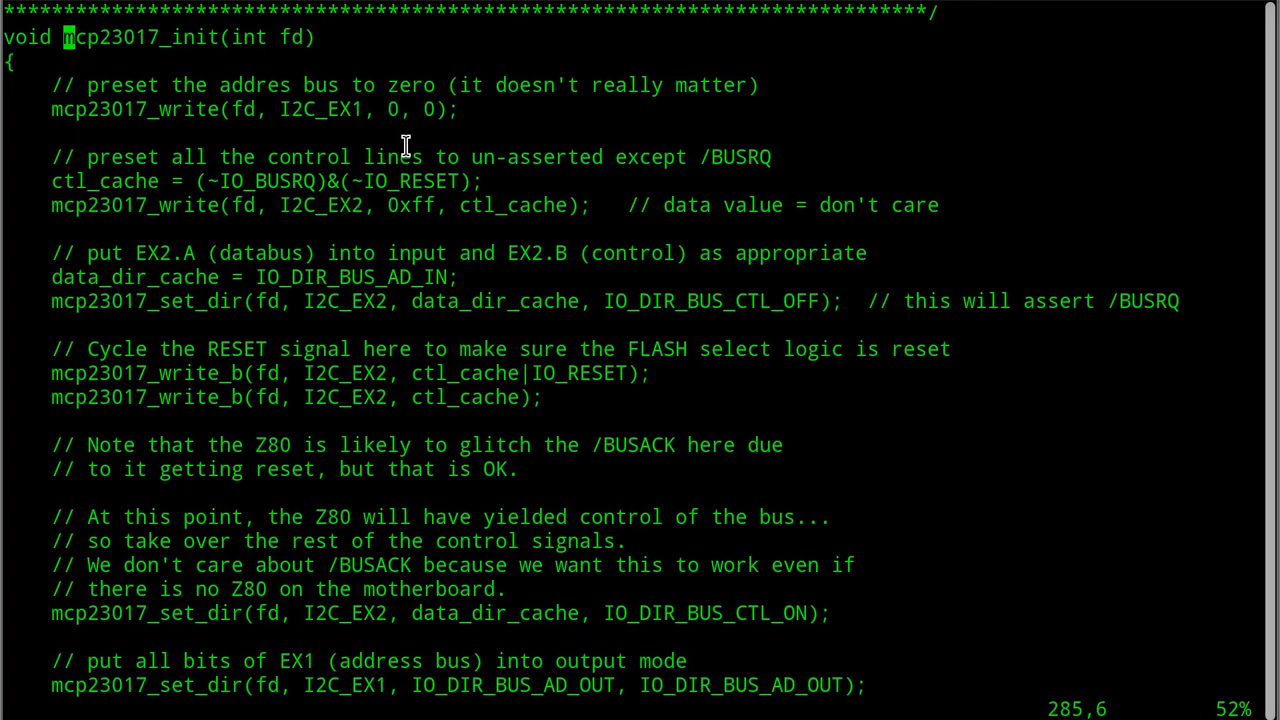 *****************************************************************************/
void mcp23017_init(int fd)
{
    // preset the addres bus to zero (it doesn't really matter)
    mcp23017_write(fd, I2C_EX1, 0, 0);

    // preset all the control lines to un-asserted except /BUSRQ
    ctl_cache = (~IO_BUSRQ)&(~IO_RESET);
    mcp23017_write(fd, I2C_EX2, 0xff, ctl_cache);   // data value = don't care

    // put EX2.A (databus) into input and EX2.B (control) as appropriate
    data_dir_cache = IO_DIR_BUS_AD_IN;
    mcp23017_set_dir(fd, I2C_EX2, data_dir_cache, IO_DIR_BUS_CTL_OFF);  // this will assert /BUSRQ

    // Cycle the RESET signal here to make sure the FLASH select logic is reset
    mcp23017_write_b(fd, I2C_EX2, ctl_cache|IO_RESET);
    mcp23017_write_b(fd, I2C_EX2, ctl_cache);

    // Note that the Z80 is likely to glitch the /BUSACK here due
    // to it getting reset, but that is OK.

    // At this point, the Z80 will have yielded control of the bus...
    // so take over the rest of the control signals.
    // We don't care about /BUSACK because we want this to work even if
    // there is no Z80 on the motherboard.
    mcp23017_set_dir(fd, I2C_EX2, data_dir_cache, IO_DIR_BUS_CTL_ON);

    // put all bits of EX1 (address bus) into output mode
    mcp23017_set_dir(fd, I2C_EX1, IO_DIR_BUS_AD_OUT, IO_DIR_BUS_AD_OUT);
285,6         52%